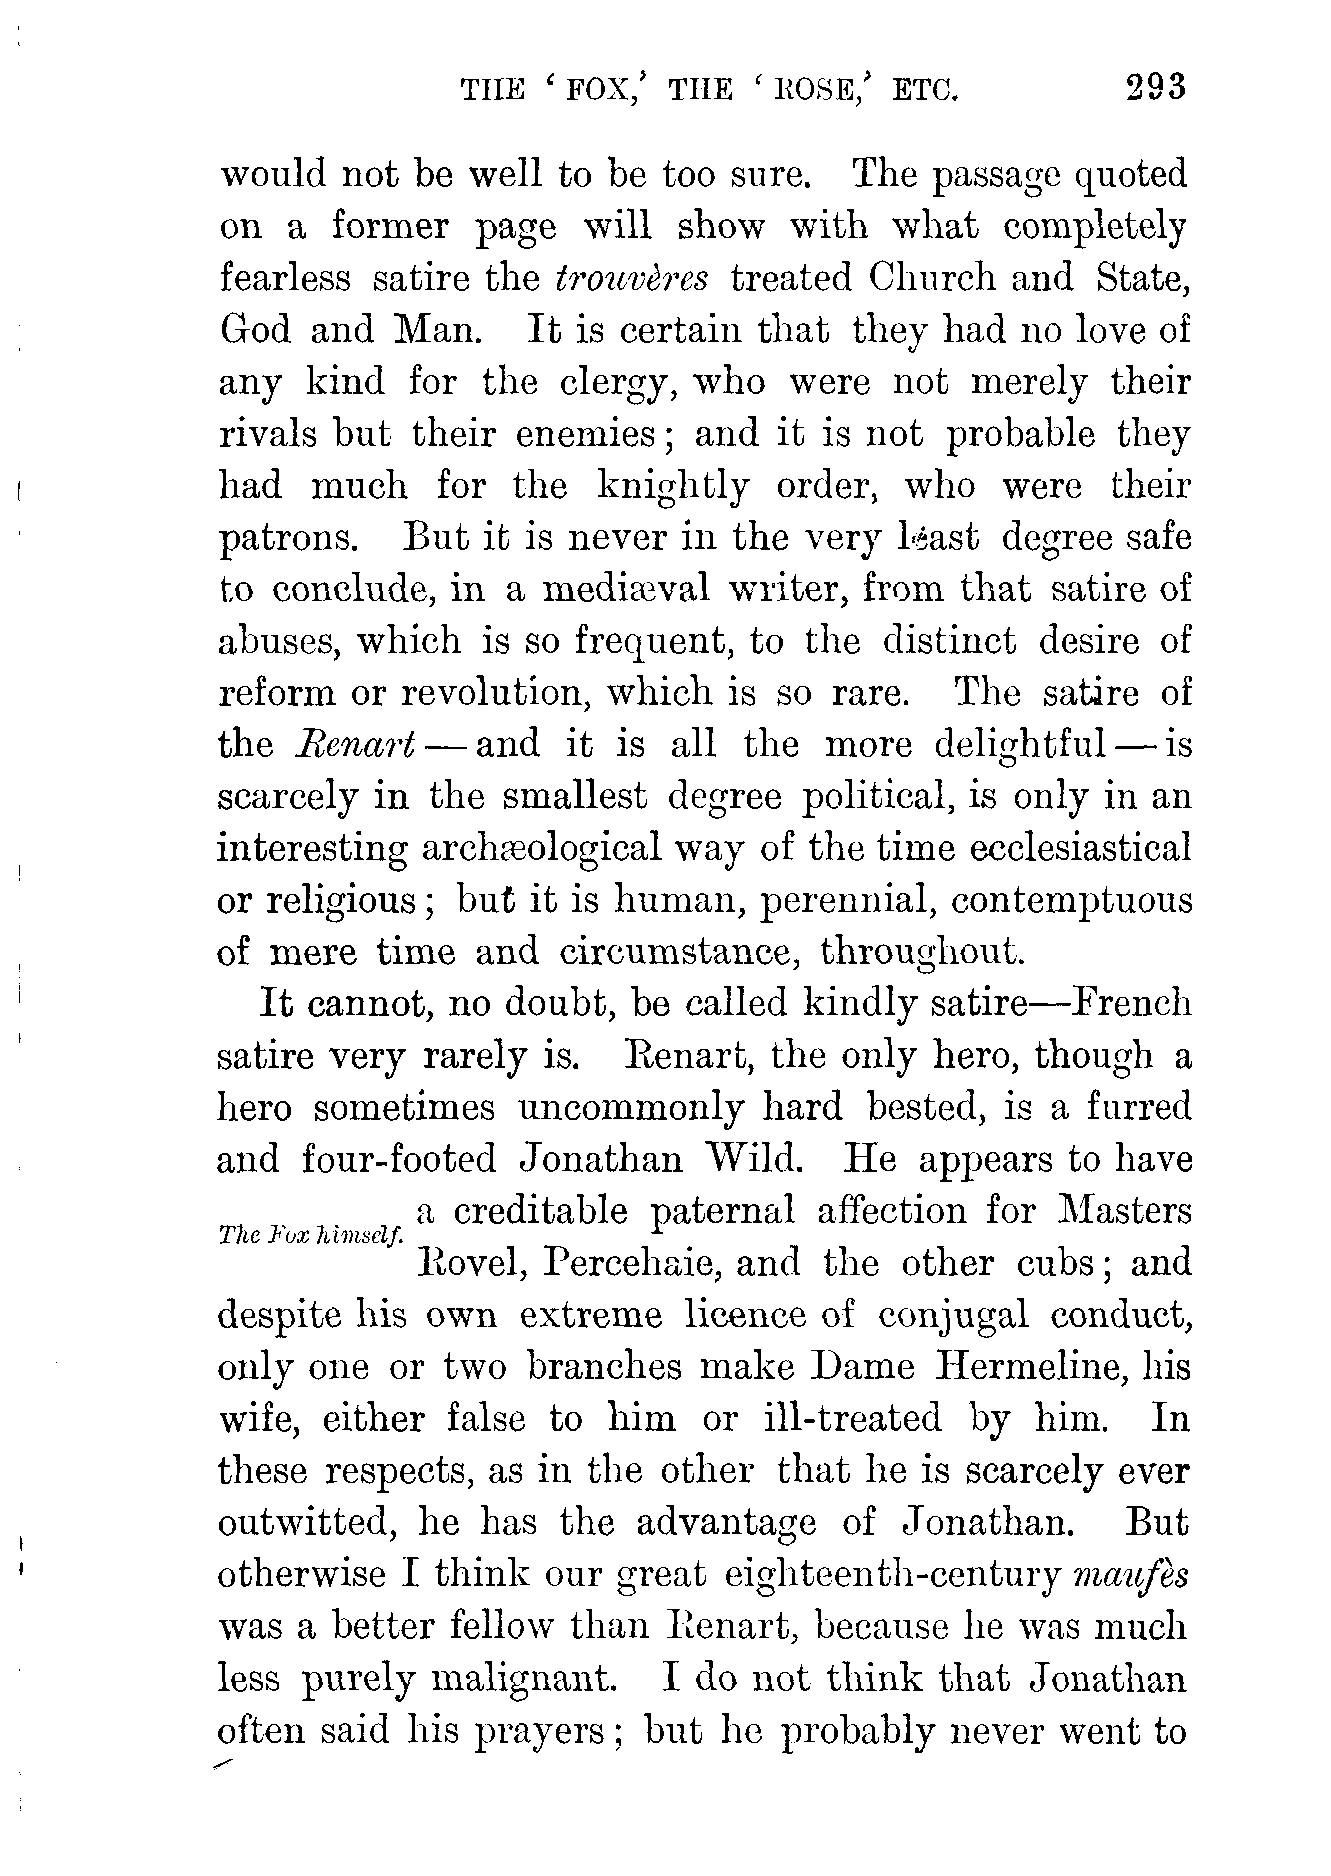 THE ‘ FOX,’ THE ‘ ROSE,’ ETC. 293
would not be well to be too sure. The passage quoted
on a former page will show with what completely
fearless satire the trouvères treated Church and State,
God and Man. It is certain that they had no love of
any kind for the clergy, who were not merely their
rivals but their enemies ; and it is not probable they
had much for the knightly order, who were their
patrons. But it is never in the very least degree safe
to conclude, in a mediæval writer, from that satire of
abuses, which is so frequent, to the distinct desire of
reform or revolution, which is so rare. The satire of
the Renart — and it is all the more delightful — is
scarcely in the smallest degree political, is only in an
interesting archæological way of the time ecclesiastical
or religious ; but it is human, perennial, contemptuous
of mere time and circumstance, throughout.
It cannot, no doubt, be called kindly satire—French
satire very rarely is. Renart, the only hero, though a
hero sometimes uncommonly hard bested, is a furred
and four-footed Jonathan Wild. He appears to have
a creditable paternal affection for Masters
The Fox himself.
Rovel, Percehaie, and the other cubs ; and
despite his own extreme licence of conjugal conduct,
only one or two branches make Dame Hermeline, his
wife, either false to him or ill-treated by him. In
these respects, as in the other that he is scarcely ever
outwitted, he has the advantage of Jonathan. But
otherwise I think our great eighteenth-century maufès
was a better fellow than Renart, because he was much
less purely malignant. I do not think that Jonathan
often said his prayers ; but he probably never went to